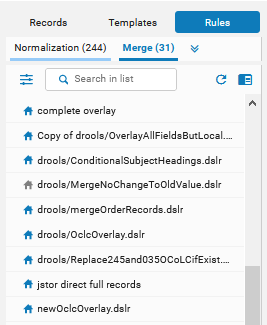 Records Templates Rules
Normalization (244) Merge (31)
Search in list
complete overlay
Copy of drools/OverlayAllFieldsButLocal....
drools/ConditionalSubjectHeadings.dslr
drools/MergeNoChangeToOldValue.dslr
drools/mergeOrderRecords.dslr
drools/OclcOverlay.dslr
drools/Replace245and035OCoLCifExist....
jstor direct full records
newOclcOverlay.dslr